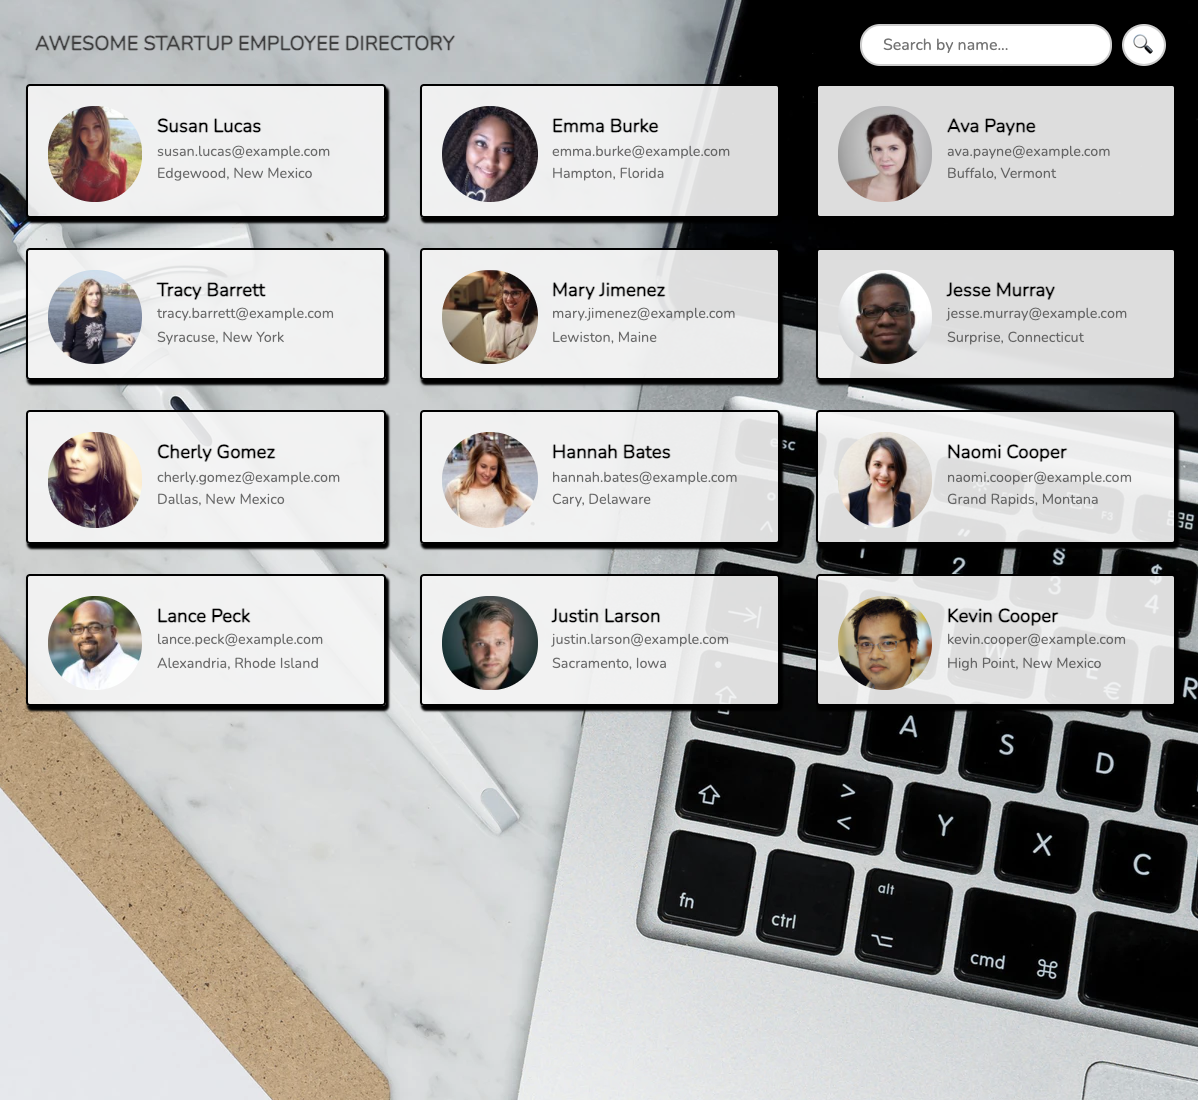 AWESOME STARTUP EMPLOYEE DIRECTORY
Search by name...
Susan Lucas
susan.lucas@example.com
Edgewood, New Mexico
Emma Burke
emma.burke@example.com
Hampton, Florida
Ava Payne
ava.payne@example.com
Buffalo, Vermont
Tracy Barrett
tracy.barrett@example.com
Syracuse, New York
Mary Jimenez
mary.jimenez@example.com
Lewiston, Maine
Jesse Murray
jesse.murray@example.com
Surprise, Connecticut
Cherly Gomez
cherly.gomez@example.com
Dallas, New Mexico
Hannah Bates
hannah.bates@example.com
Cary, Delaware
Naomi Cooper
naomi.cooper@example.com
Grand Rapids, Montana
Lance Peck
lance.peck@example.com
Alexandria, Rhode Island
Justin Larson
justin.larson@example.com
Sacramento, Iowa
Kevin Cooper
kevin.cooper@example.com
High Point, New Mexico
esc
F3
! " § $
1 2 3 4
W E € R
A S D
> <
Y X C
fn ctrl alt cmd ⌘